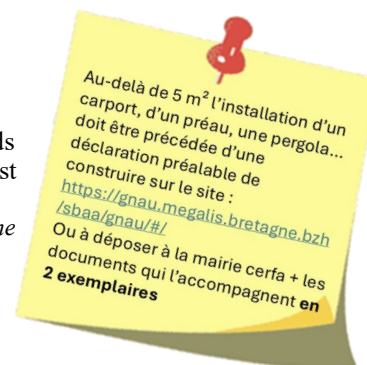 Au-delà de 5 m² l'installation d'un
carport, d'un préau, une pergola...
doit être précédée d'une
déclaration préalable de
construire sur le site :
https://gnau.megalis.bretagne.bzh
/sbaa/gnau/#/
Ou à déposer à la mairie cerfa + les
documents qui l'accompagnent en
2 exemplaires